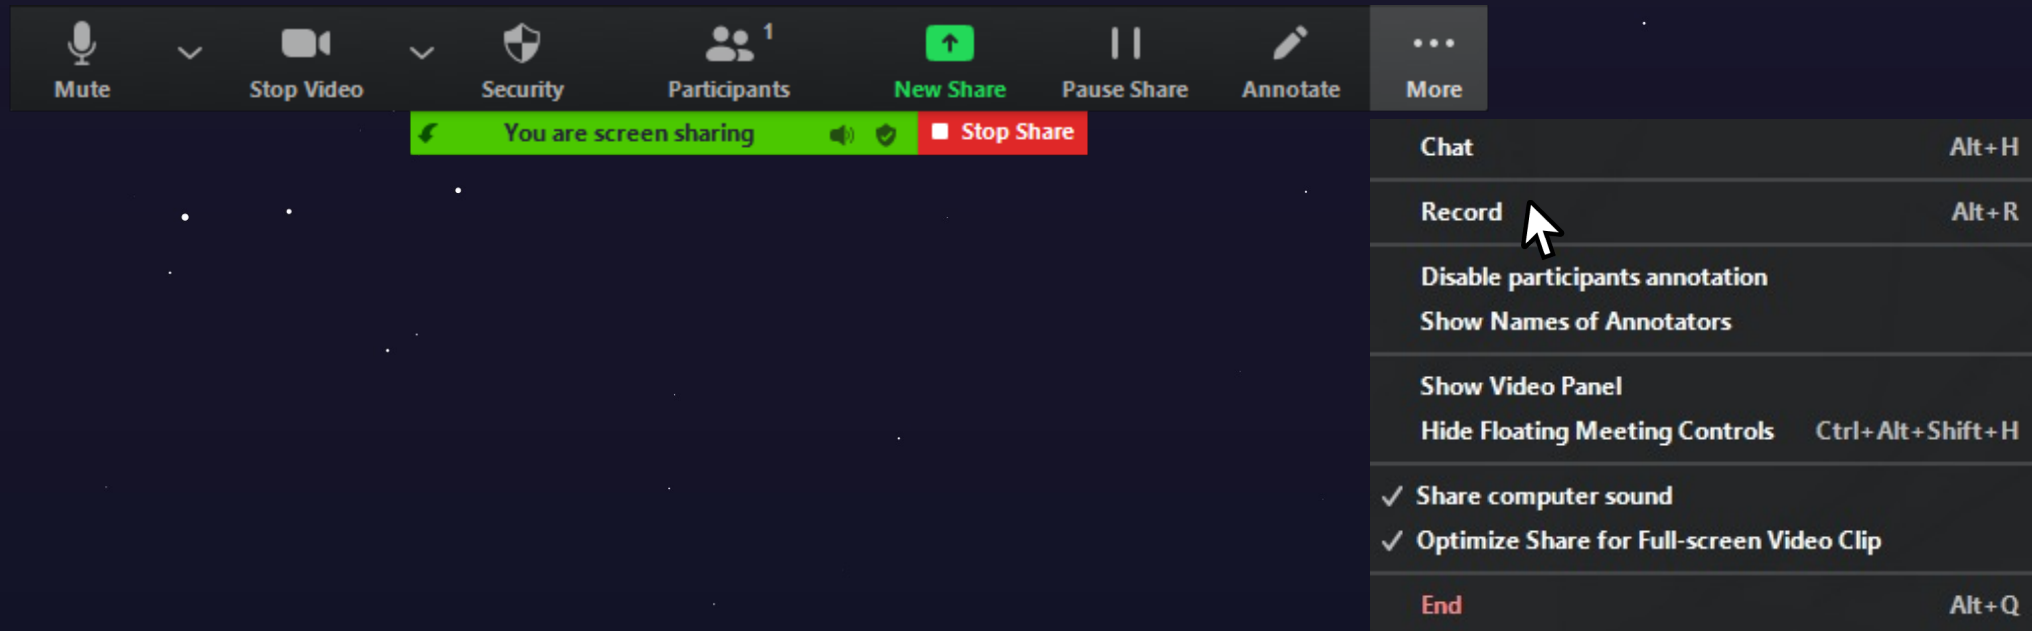 Mute Stop Video Security Participants 1 New Share Pause Share Annotate More
You are screen sharing Stop Share
Chat Alt+H
Record Alt+R
Disable participants annotation
Show Names of Annotators
Show Video Panel
Hide Floating Meeting Controls Ctrl+Alt+Shift+H
Share computer sound
Optimize Share for Full-screen Video Clip
End Alt+Q